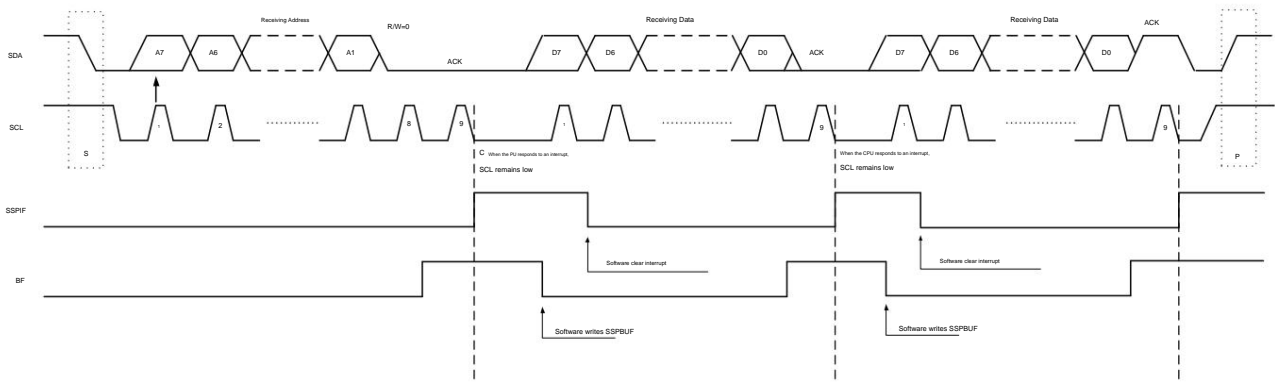 Receiving Address
R/W=0
Receiving Data
Receiving Data
ACK
SDA
A7
A6
A1
ACK
D7
D6
D0
ACK
D7
D6
D0
SCL
1
2
8
9
1
9
1
9
S
C When the PU responds to an interrupt,
SCL remains low
When the CPU responds to an interrupt,
SCL remains low
P
SSPIF
Software clear interrupt
Software clear interrupt
BF
Software writes SSPBUF
Software writes SSPBUF